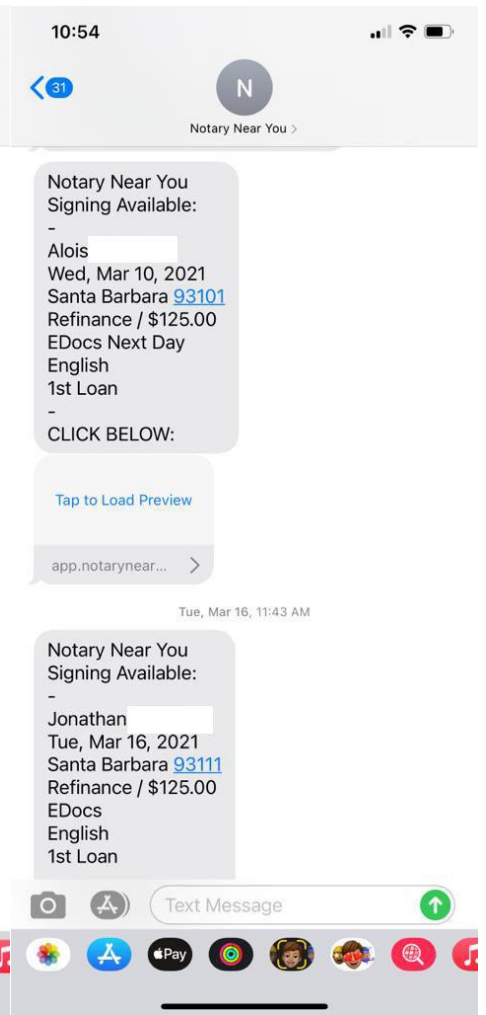 10:54
31
N
Notary Near You >
Notary Near You
Signing Available:
-
Alois
Wed, Mar 10, 2021
Santa Barbara 93101
Refinance / $125.00
EDocs Next Day
English
1st Loan
-
CLICK BELOW:
Tap to Load Preview
app.notarynear... >
Tue, Mar 16, 11:43 AM
Notary Near You
Signing Available:
-
Jonathan
Tue, Mar 16, 2021
Santa Barbara 93111
Refinance / $125.00
EDocs
English
1st Loan
Text Message
Pay